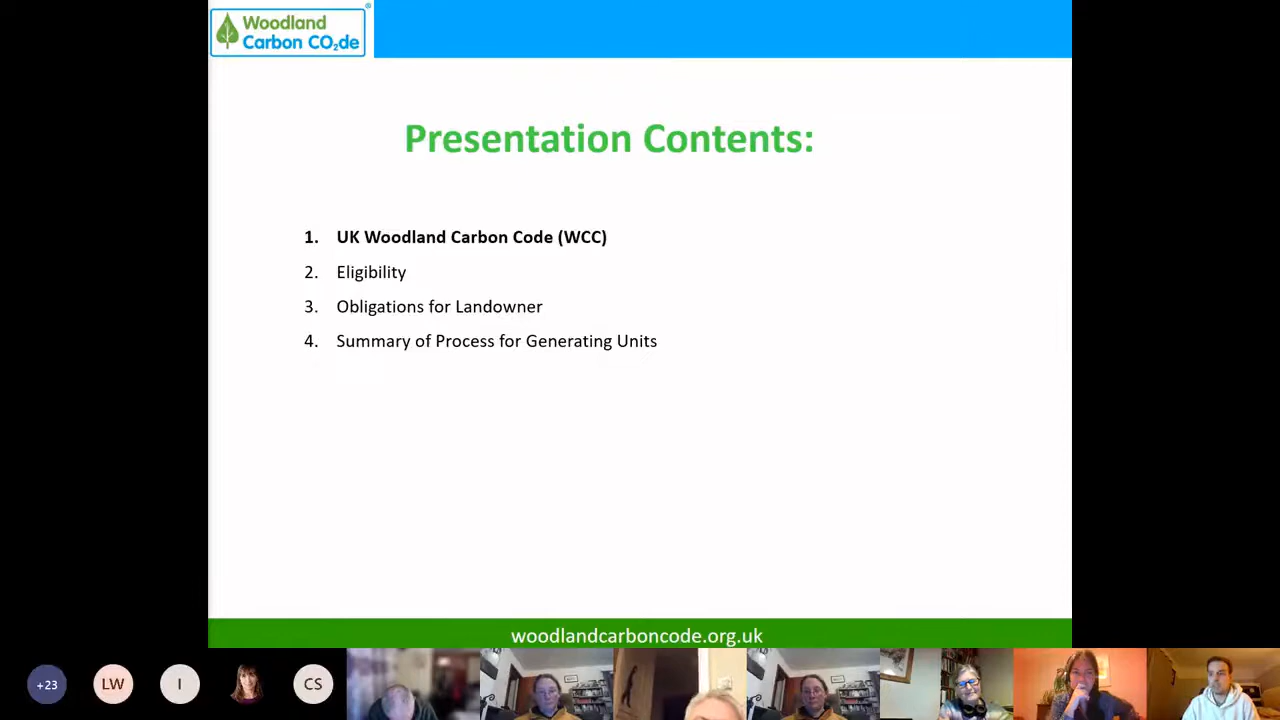 Woodland
Carbon CO₂de
®
Presentation Contents:
1. UK Woodland Carbon Code (WCC)
2. Eligibility
3. Obligations for Landowner
4. Summary of Process for Generating Units
woodlandcarboncode.org.uk
+23 LW I CS